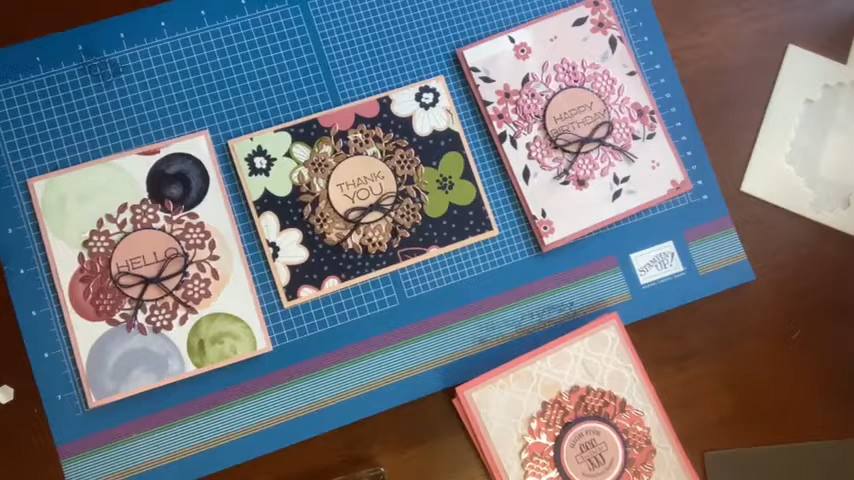 HELLO
THANK
YOU
HAPPY
BIRTHDAY
STAMPIN'
UP!